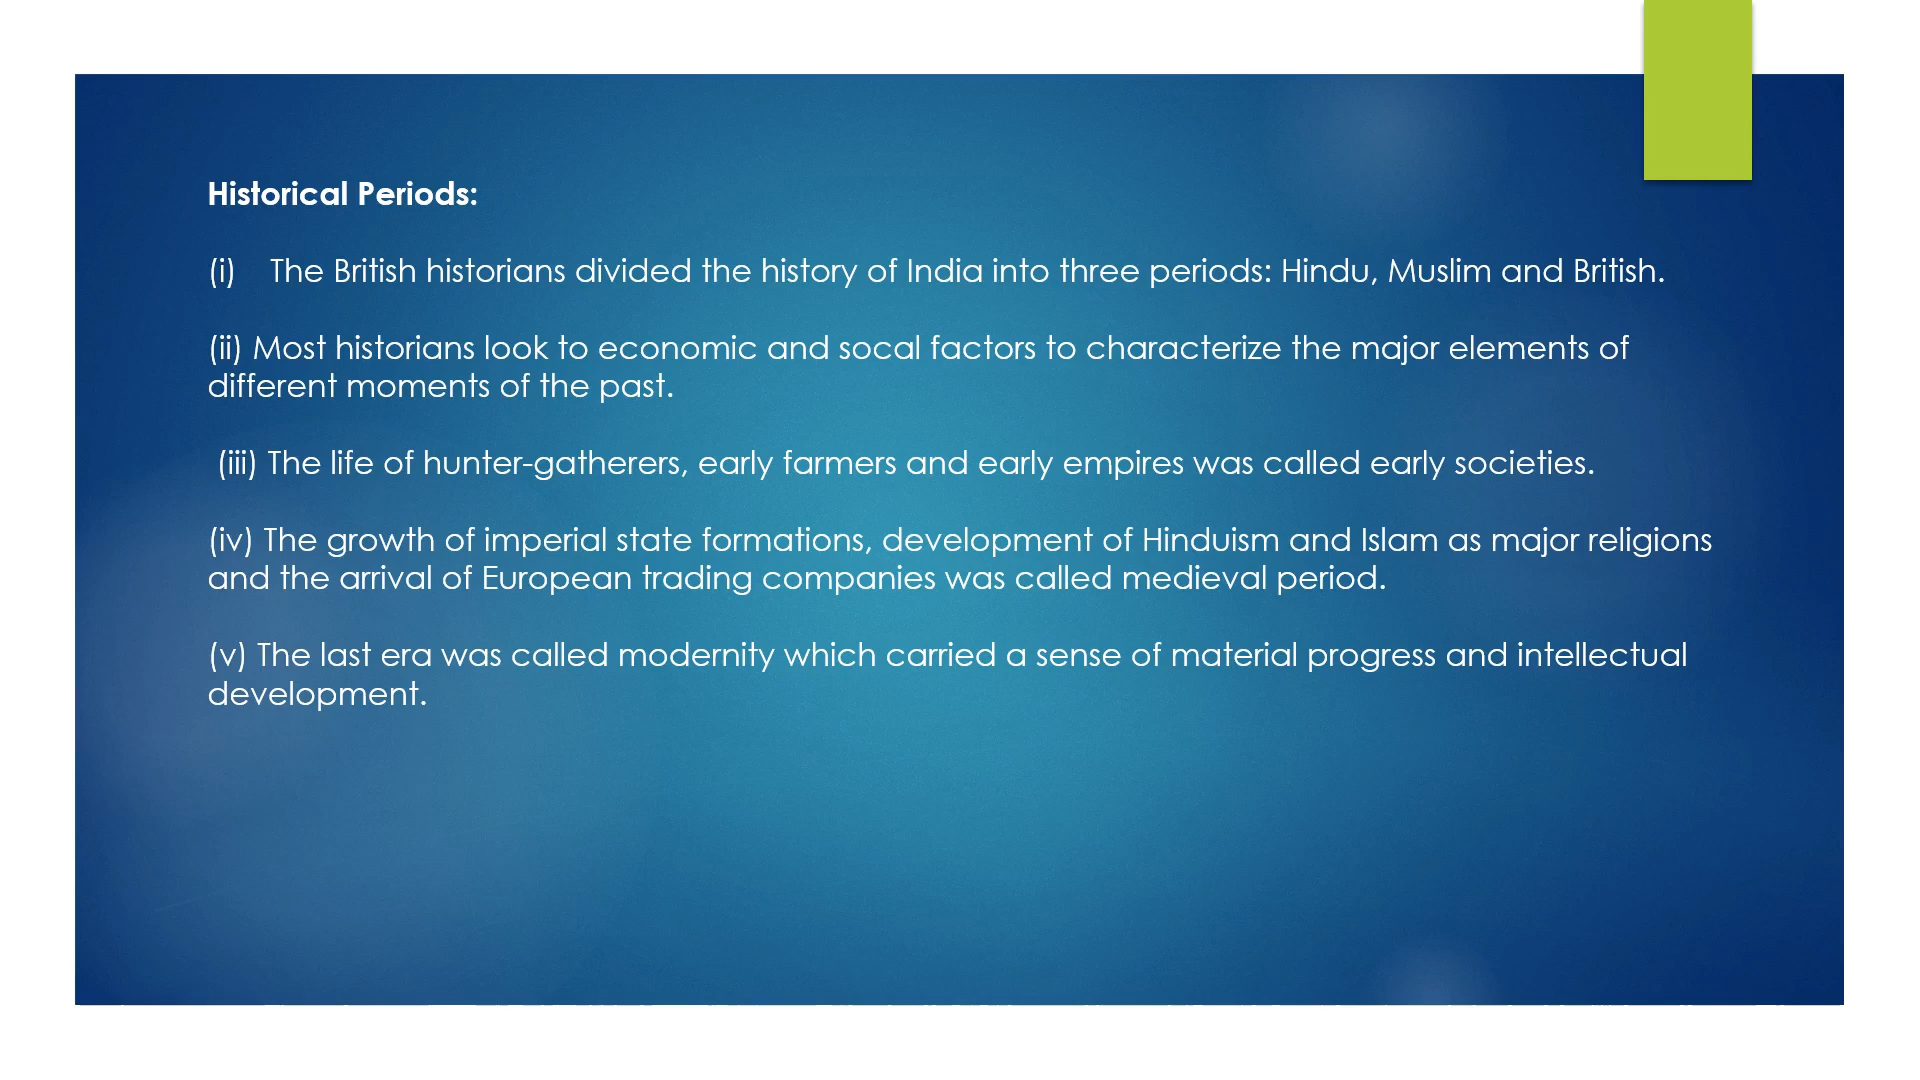 Historical Periods:
(i) The British historians divided the history of India into three periods: Hindu, Muslim and British.
(ii) Most historians look to economic and socal factors to characterize the major elements of
different moments of the past.
(iii) The life of hunter-gatherers, early farmers and early empires was called early societies.
(iv) The growth of imperial state formations, development of Hinduism and Islam as major religions
and the arrival of European trading companies was called medieval period.
(v) The last era was called modernity which carried a sense of material progress and intellectual
development.